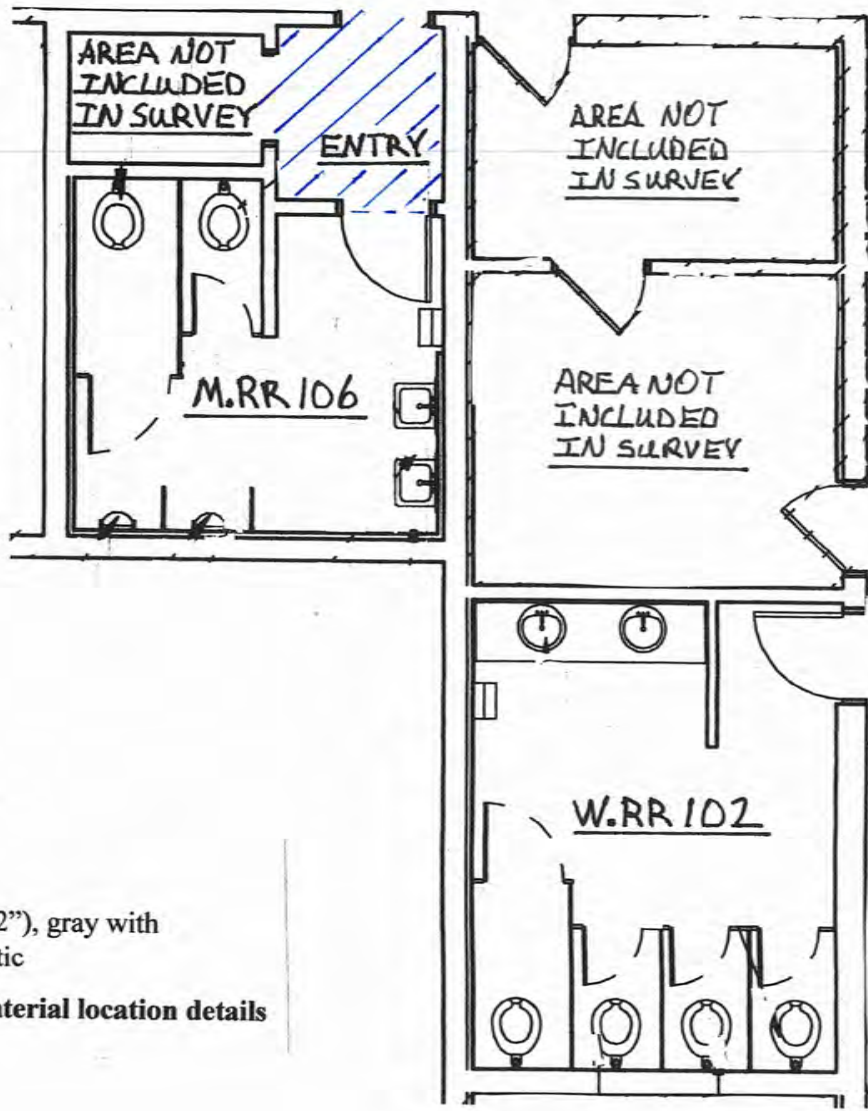 AREA NOT
INCLUDED
IN SURVEY
ENTRY
AREA NOT
INCLUDED
IN SURVEY
M.RR 106
AREA NOT
INCLUDED
IN SURVEY
W.RR 102
2”), gray with
tic
aterial location details